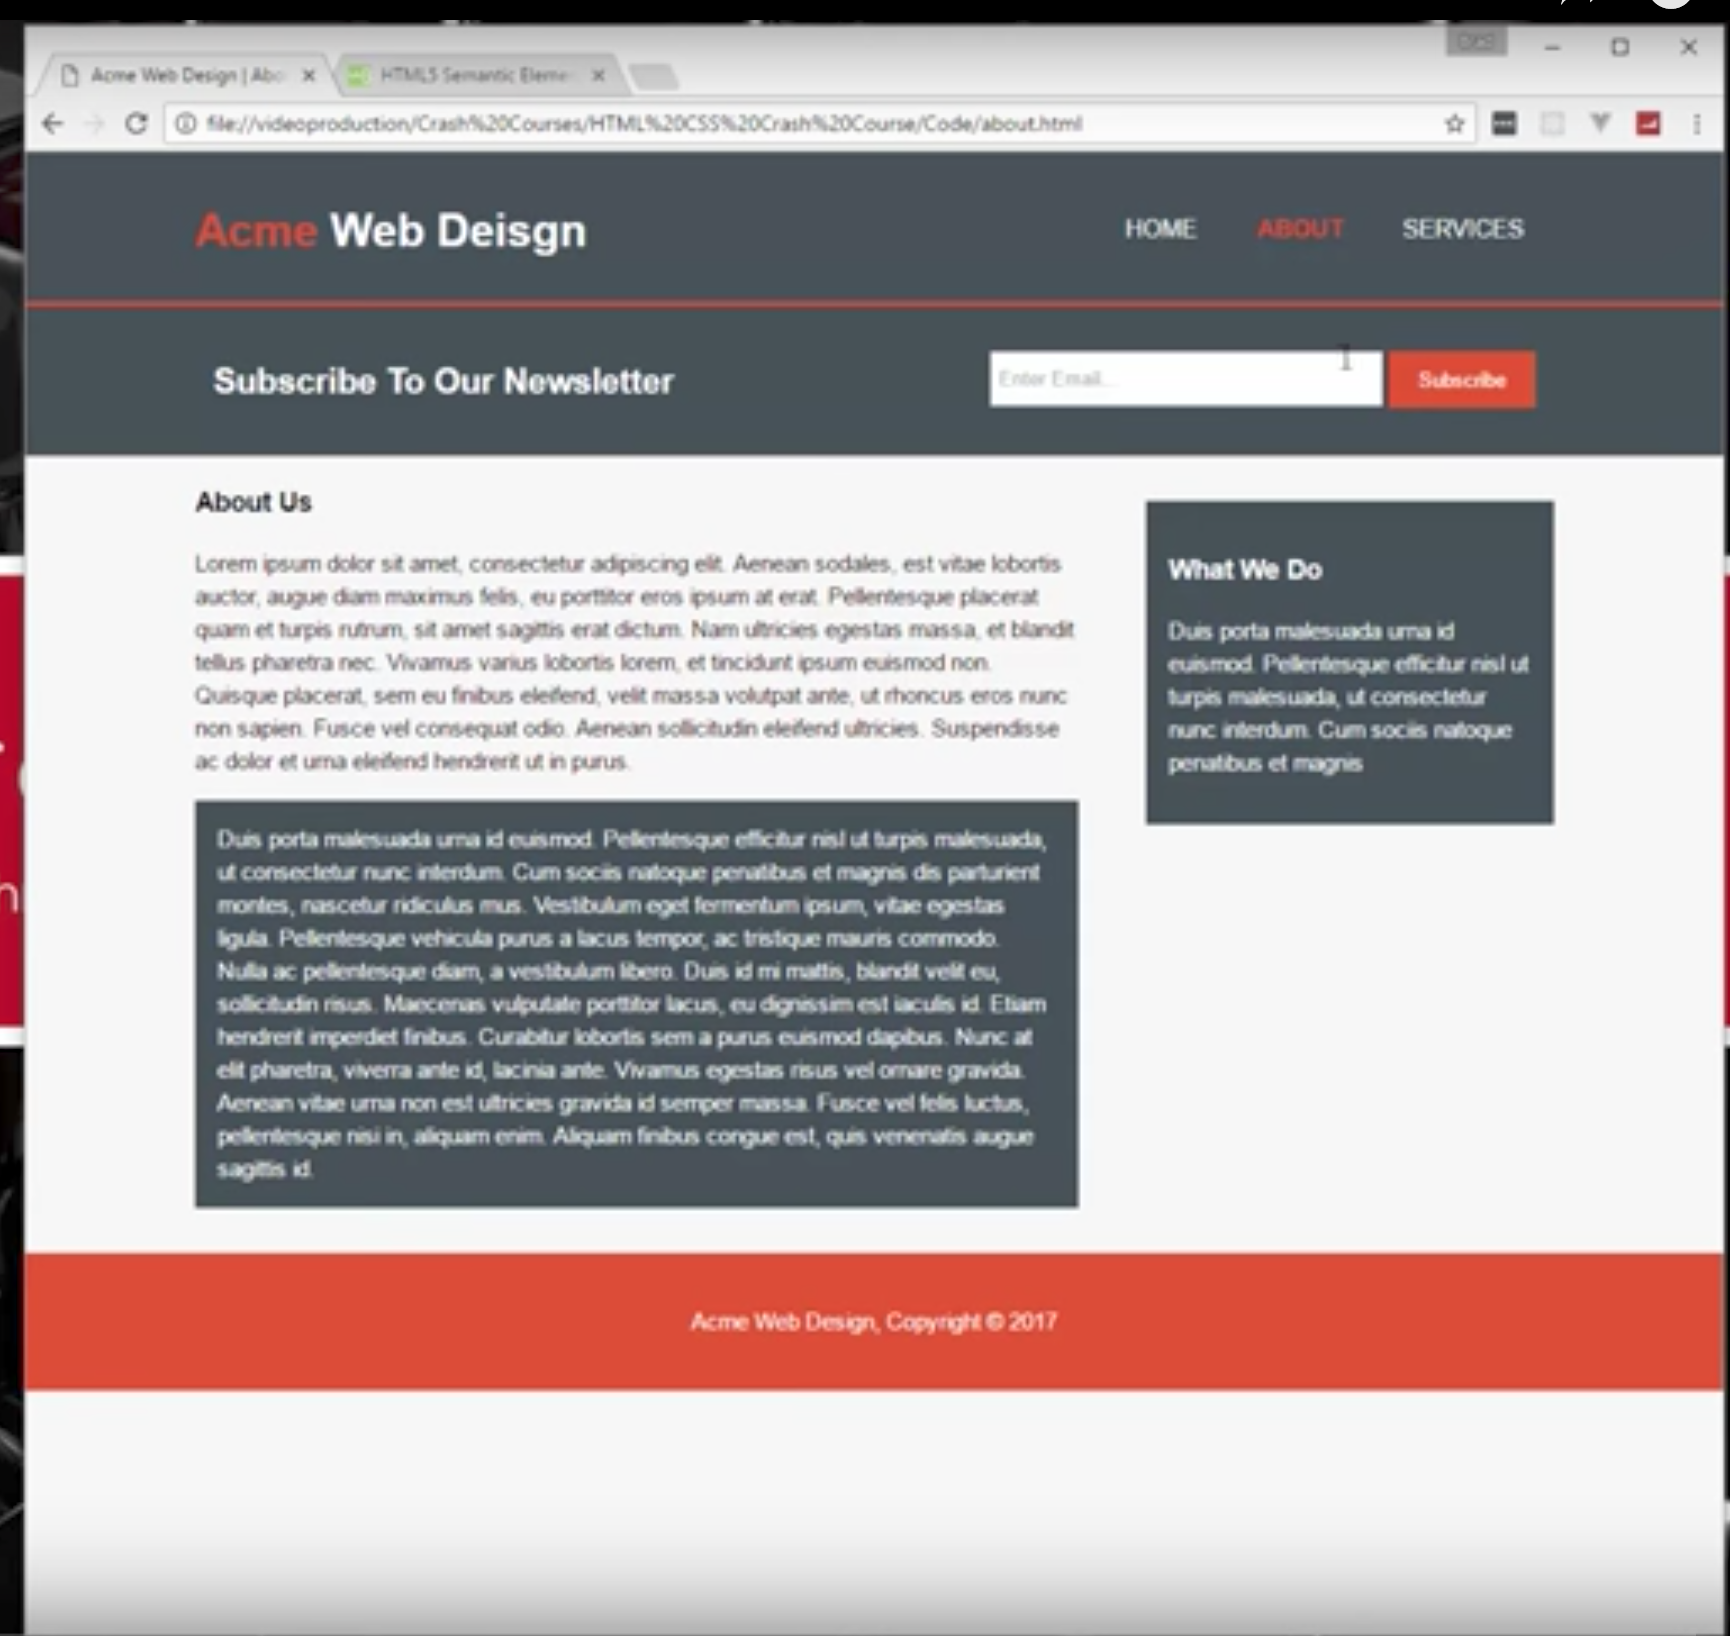 Acme Web Design | Abo
HTML5 Semantic Eleme
file://videoproduction/Crash%20Courses/HTML%20CSS%20Crash%20Course/Code/about.html
Acme Web Deisgn
HOME ABOUT SERVICES
Subscribe To Our Newsletter
Enter Email...
Subscribe
About Us
Lorem ipsum dolor sit amet, consectetur adipiscing elit. Aenean sodales, est vitae lobortis
auctor, augue diam maximus felis, eu porttitor eros ipsum at erat. Pellentesque placerat
quam et turpis rutrum, sit amet sagittis erat dictum. Nam ultricies egestas massa, et blandit
tellus pharetra nec. Vivamus varius lobortis lorem, et tincidunt ipsum euismod non.
Quisque placerat, sem eu finibus eleifend, velit massa volutpat ante, ut rhoncus eros nunc
non sapien. Fusce vel consequat odio. Aenean sollicitudin eleifend ultricies. Suspendisse
ac dolor et urna eleifend hendrerit ut in purus.
Duis porta malesuada urna id euismod. Pellentesque efficitur nisl ut turpis malesuada,
ut consectetur nunc interdum. Cum sociis natoque penatibus et magnis dis parturient
montes, nascetur ridiculus mus. Vestibulum eget fermentum ipsum, vitae egestas
ligula. Pellentesque vehicula purus a lacus tempor, ac tristique mauris commodo.
Nulla ac pellentesque diam, a vestibulum libero. Duis id mi mattis, blandit velit eu,
sollicitudin risus. Maecenas vulputate porttitor lacus, eu dignissim est iaculis id. Etiam
hendrerit imperdiet finibus. Curabitur lobortis sem a purus euismod dapibus. Nunc at
elit pharetra, viverra ante id, lacinia ante. Vivamus egestas risus vel ornare gravida.
Aenean vitae urna non est ultricies gravida id semper massa. Fusce vel felis luctus,
pellentesque nisi in, aliquam enim. Aliquam finibus congue est, quis venenatis augue
sagittis id.
What We Do
Duis porta malesuada urna id
euismod. Pellentesque efficitur nisl ut
turpis malesuada, ut consectetur
nunc interdum. Cum sociis natoque
penatibus et magnis
Acme Web Design, Copyright © 2017